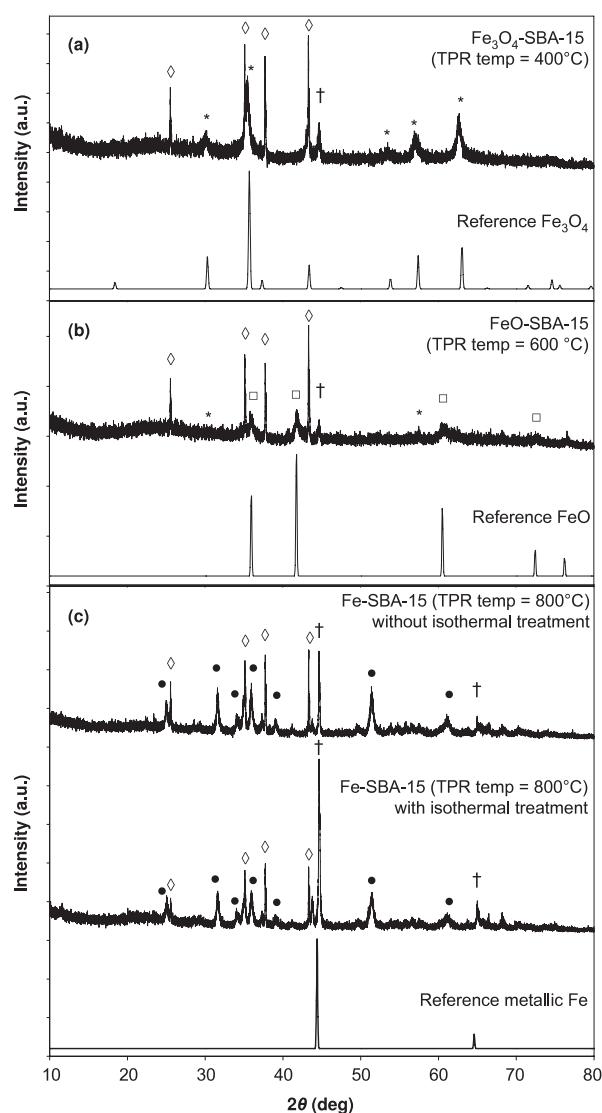 (a)
Fe₃O₄-SBA-15
(TPR temp = 400°C)
Intensity (a.u.)
Reference Fe₃O₄
(b)
FeO-SBA-15
(TPR temp = 600 °C)
Intensity (a.u.)
Reference FeO
(c)
Fe-SBA-15 (TPR temp = 800°C)
without isothermal treatment
Fe-SBA-15 (TPR temp = 800°C)
with isothermal treatment
Intensity (a.u.)
Reference metallic Fe
10 20 30 40 50 60 70 80
2θ (deg)